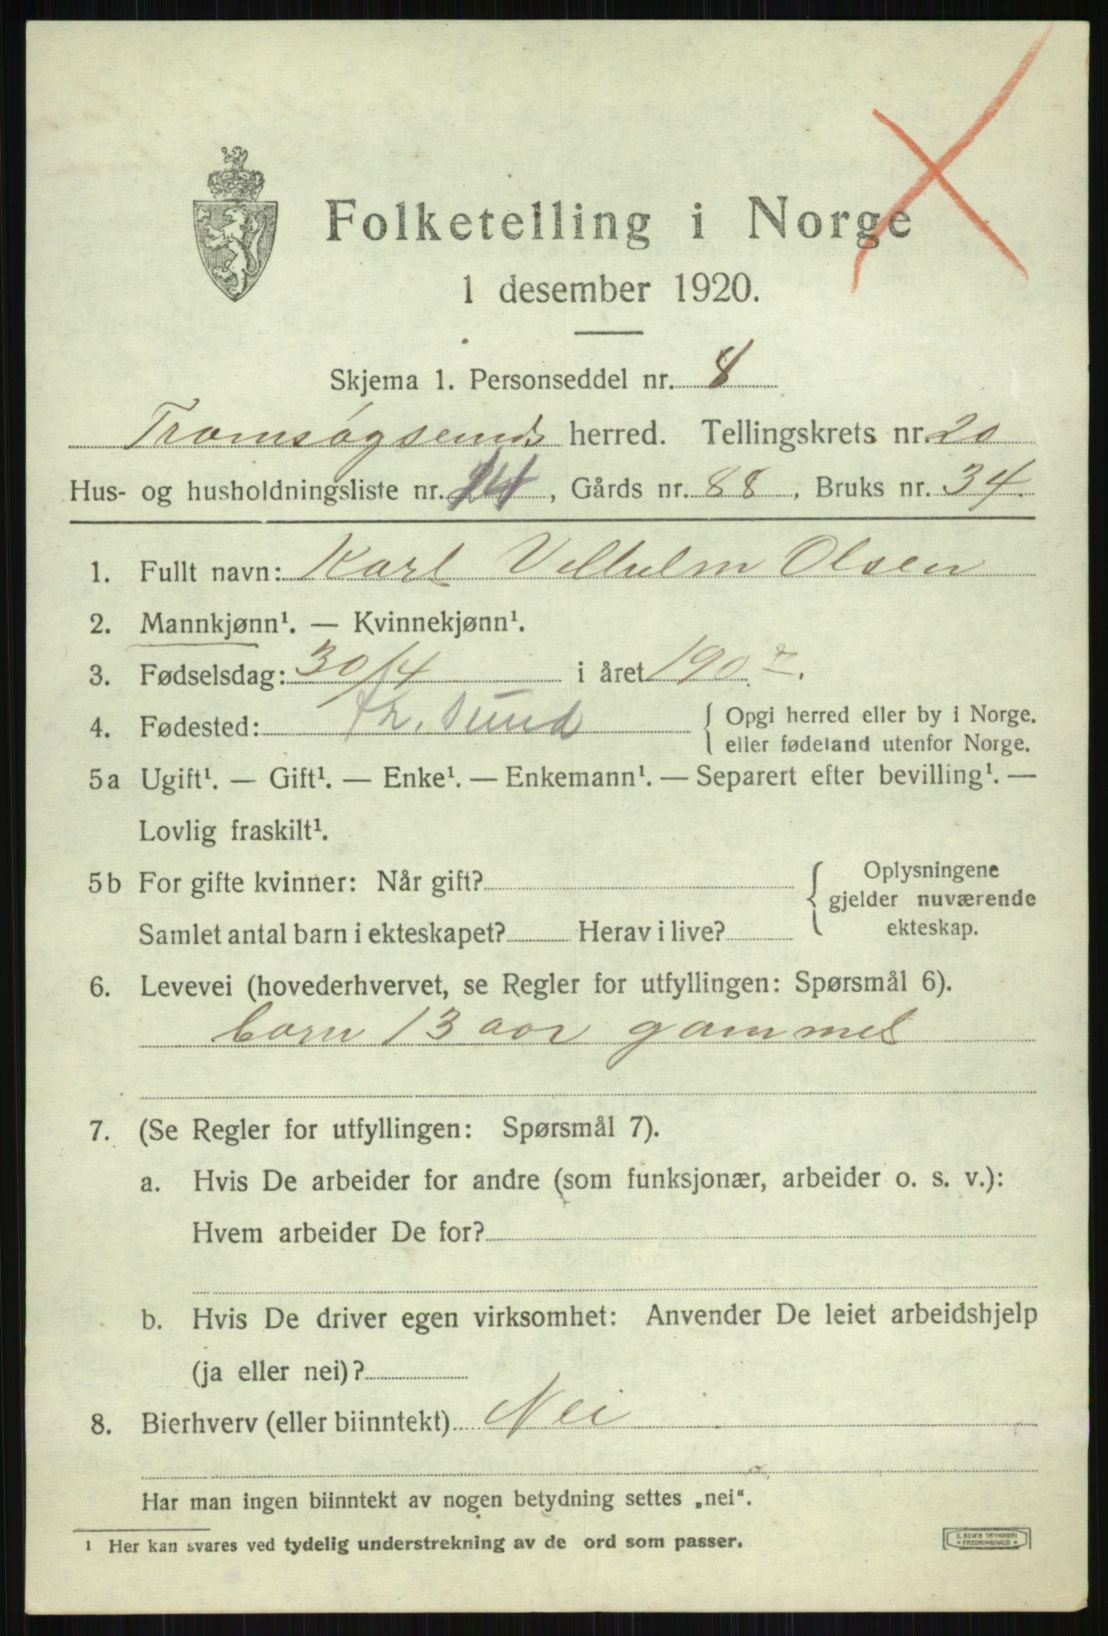 Folketelling i Norge
1 desember 1920.
Skjema 1. Personseddel nr. 8
Tromsøysund herred. Tellingskrets nr. 20
Hus- og husholdningsliste nr. 24, Gårds nr. 88, Bruks nr. 34.
1. Fullt navn: Karl Vilhelm Olsen
2. Mannkjønn¹. — Kvinnekjønn¹.
3. Fødselsdag: 30/4 i året 1907.
4. Fødested: Tr. sund { Opgi herred eller by i Norge,
eller fødeland utenfor Norge.
5a Ugift¹. — Gift¹. — Enke¹. — Enkemann¹. — Separert efter bevilling¹. —
Lovlig fraskilt¹.
5b For gifte kvinner: Når gift?
Samlet antal barn i ekteskapet? Herav i live?
{ Oplysningene
gjelder nuværende
ekteskap.
6. Levevei (hovederhvervet, se Regler for utfyllingen: Spørsmål 6).
barn 13 aar gammel
7. (Se Regler for utfyllingen: Spørsmål 7).
a. Hvis De arbeider for andre (som funksjonær, arbeider o. s. v.):
Hvem arbeider De for?
b. Hvis De driver egen virksomhet: Anvender De leiet arbeidshjelp
(ja eller nei)?
8. Bierhverv (eller biinntekt) Nei
Har man ingen biinntekt av nogen betydning settes „nei“.
¹ Her kan svares ved tydelig understrekning av de ord som passer.
E. SEM'S TRYKKERI
FREDRIKSHALD